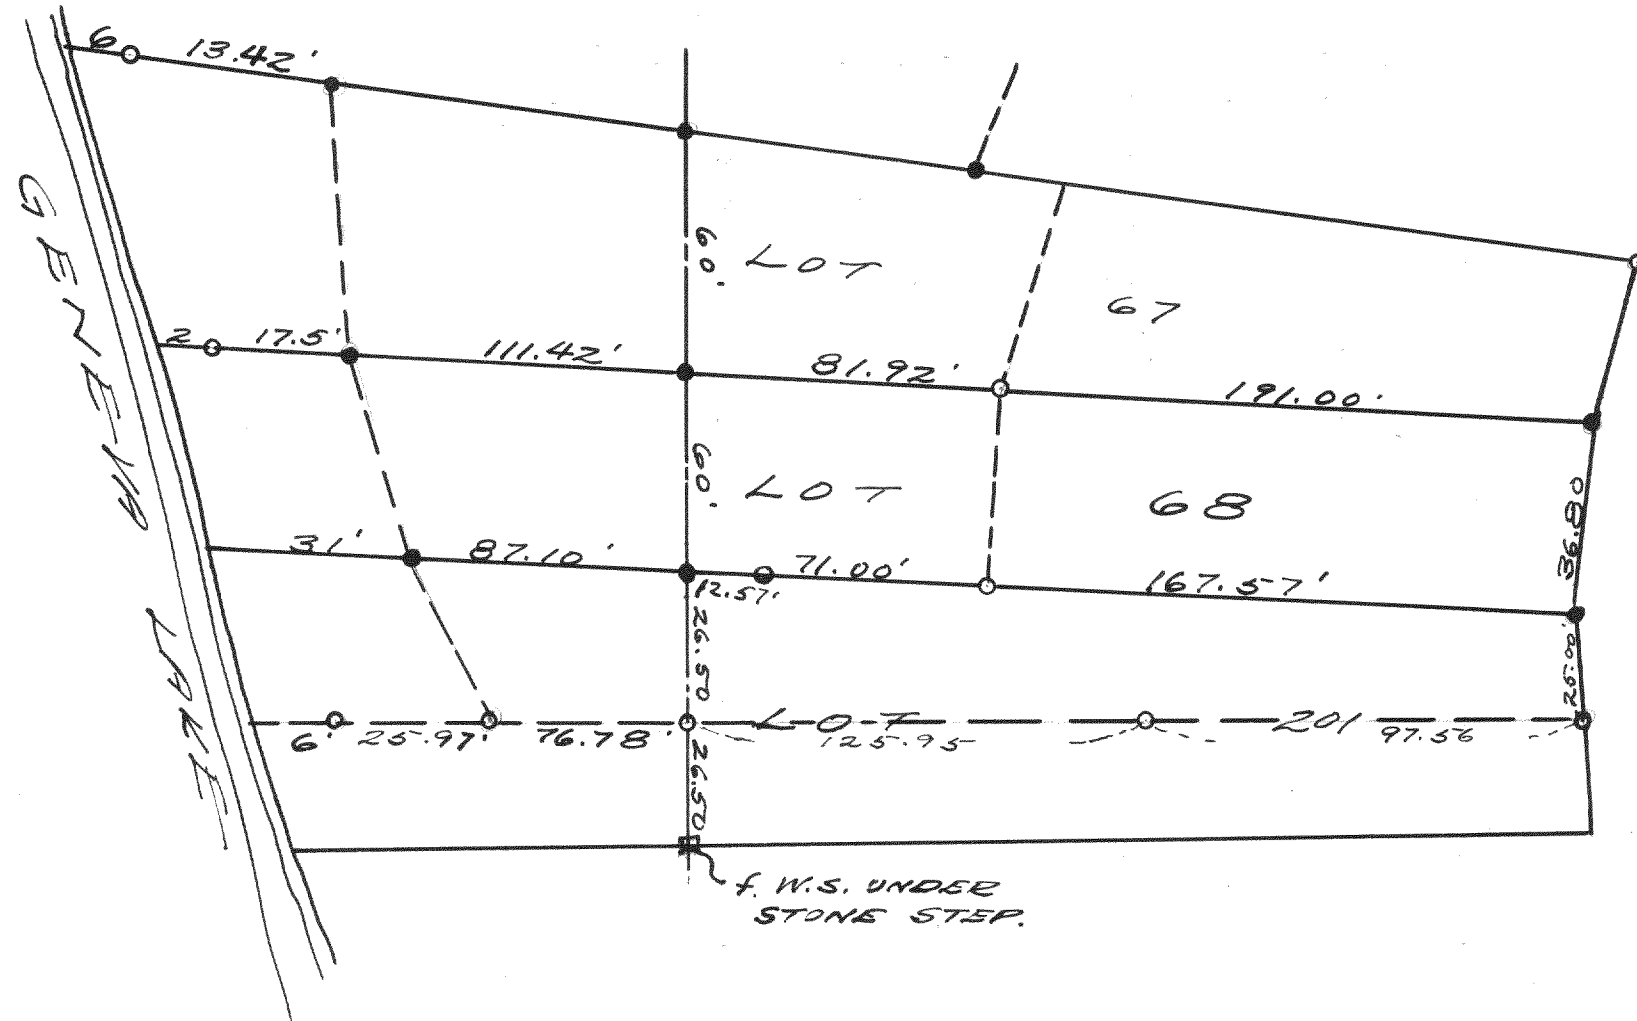 6 13.42'
GENEVA LAKE
60'
LOT 67
2 17.5' 111.42' 81.92' 191.00'
60'
LOT 68
36.80
31' 87.10' 71.00' 167.57'
12.57'
26.50
25.00'
LOT 201
6' 25.97' 76.78' 125.95 97.56
26.50
f. W.S. UNDER
STONE STEP.